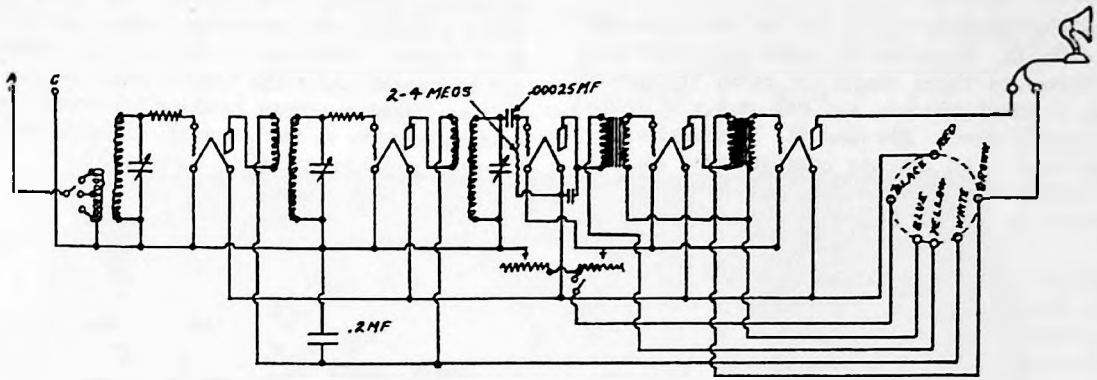 A C
2-4 MEGS .00025MF
RED
BLACK
BLUE
YELLOW
WHITE
BROWN
.2MF